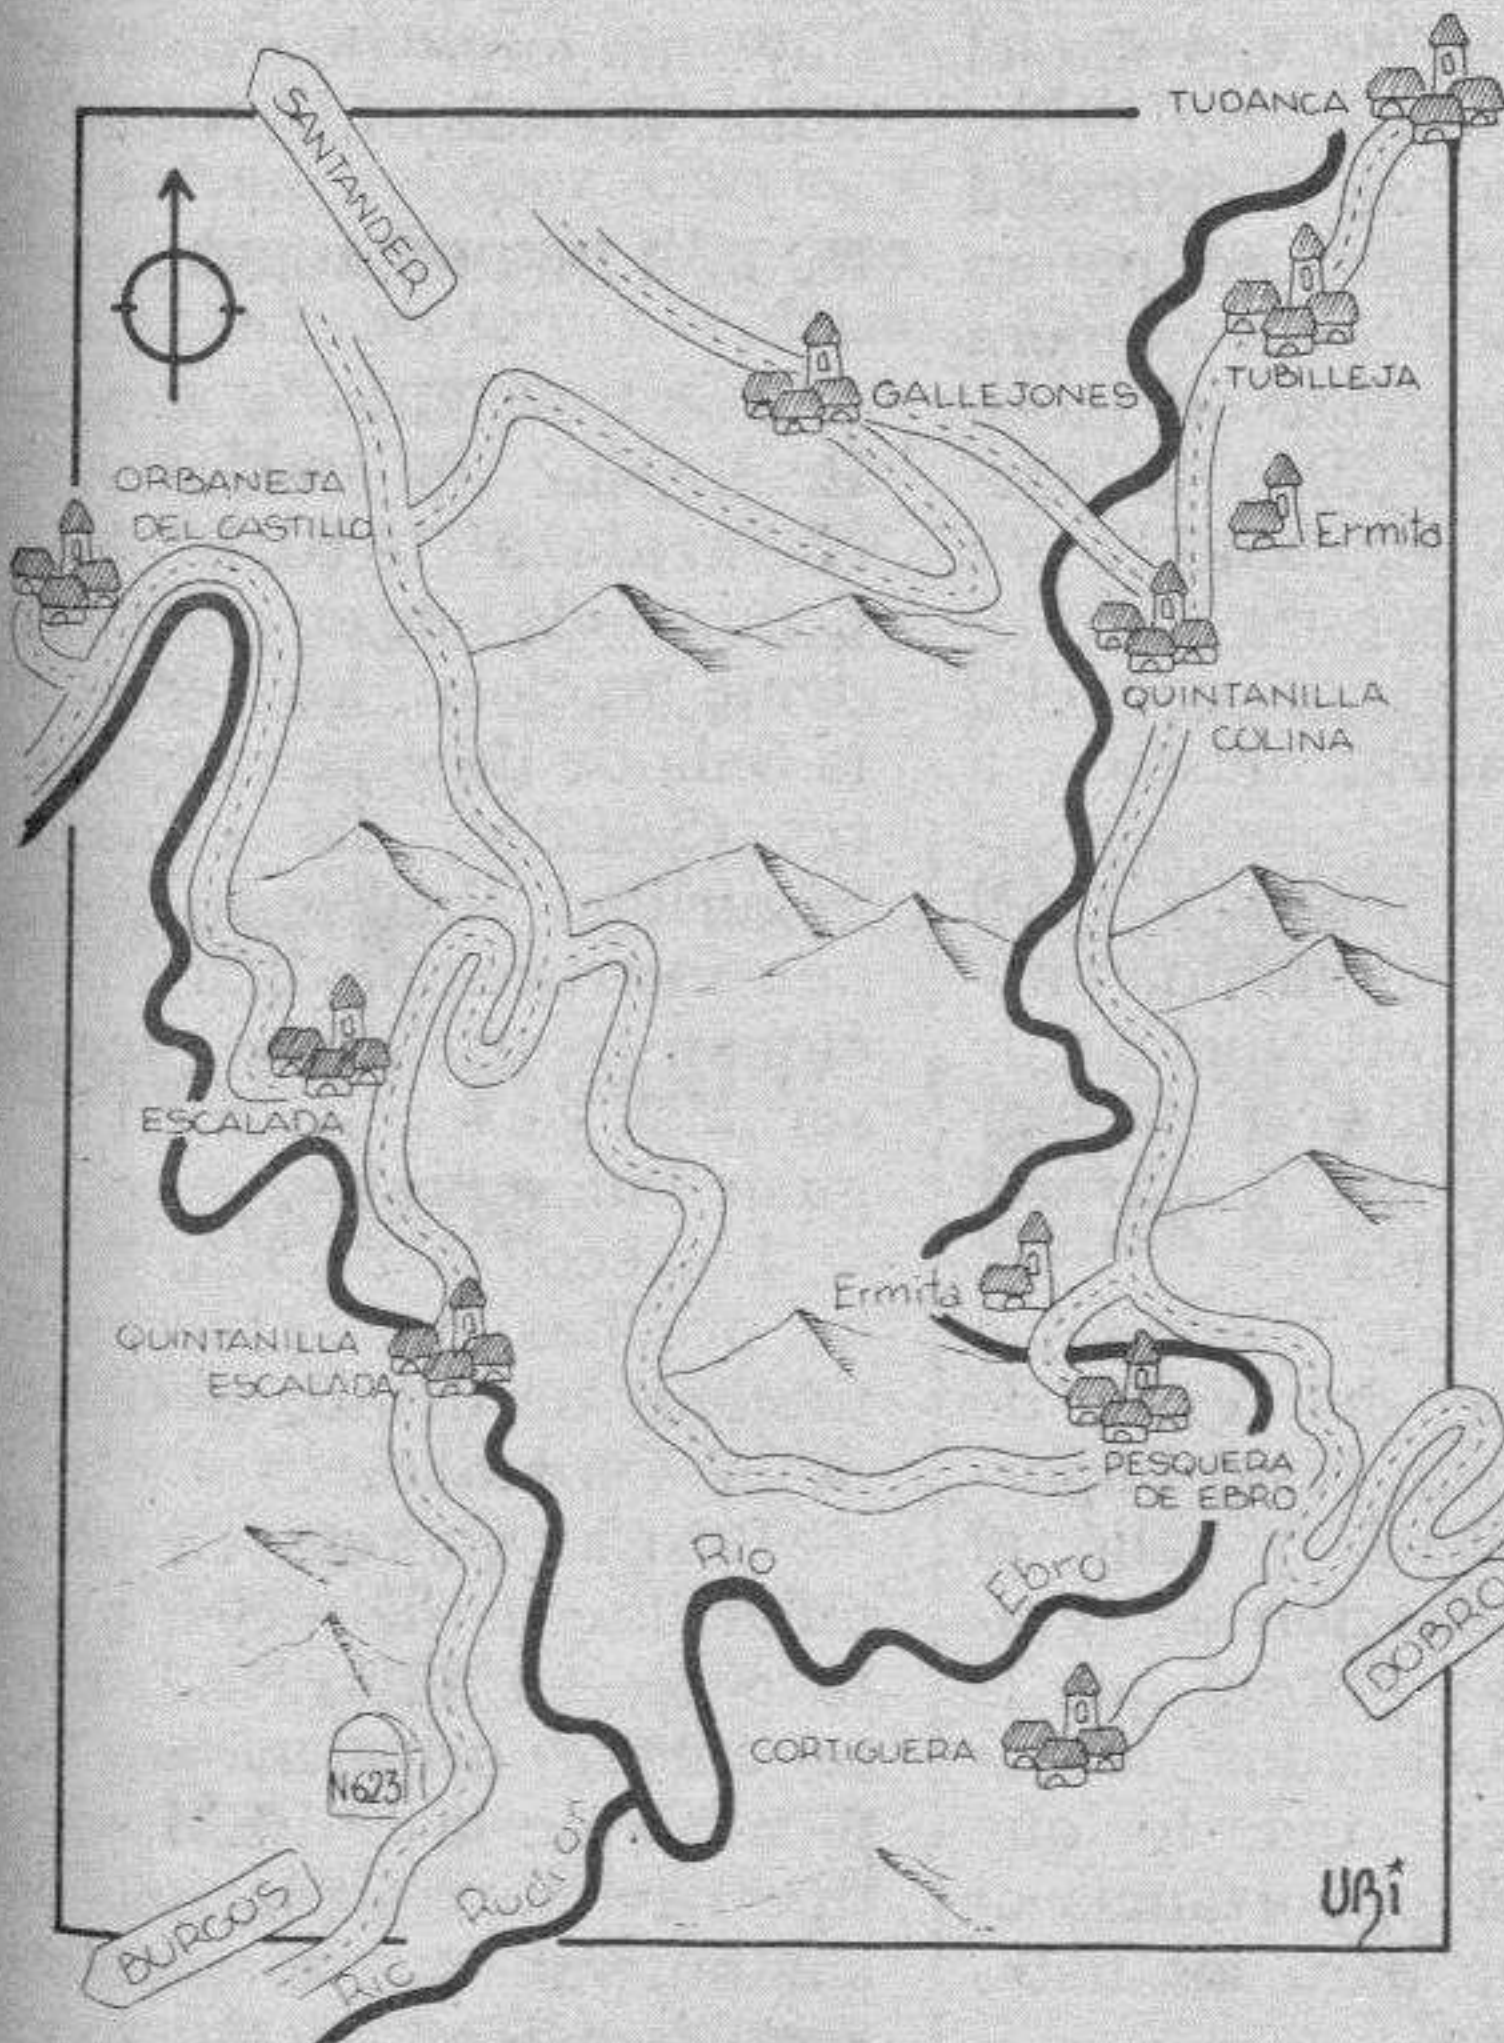 TUDANCA
SANTANDER
TUBILLEJA
GALLEJONES
ORBANEJA
DEL CASTILLO
Ermita
QUINTANILLA
COLINA
ESCALADA
Ermita
QUINTANILLA
ESCALADA
PESQUERA
DE EBRO
Rio
Ebro
DOBRO
CORTIGUERA
N623
Rio
Rudron
BURGOS
URi